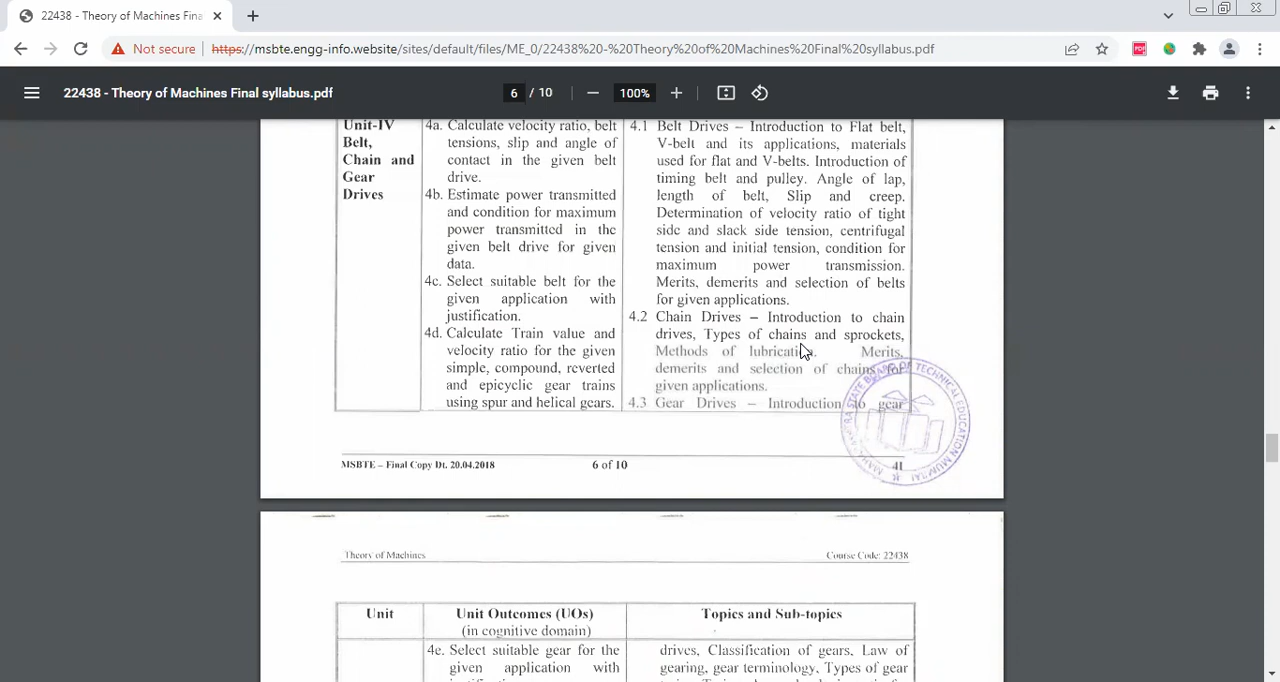 22438 - Theory of Machines Fina
Not secure
https://msbte.engg-info.website/sites/default/files/ME_0/22438%20-%20Theory%20of%20Machines%20Final%20syllabus.pdf
PDF
22438 - Theory of Machines Final syllabus.pdf
6 / 10
100%
Unit-IV
Belt,
Chain and
Gear
Drives
4a. Calculate velocity ratio, belt
tensions, slip and angle of
contact in the given belt
drive.
4b. Estimate power transmitted
and condition for maximum
power transmitted in the
given belt drive for given
data.
4c. Select suitable belt for the
given application with
justification.
4d. Calculate Train value and
velocity ratio for the given
simple, compound, reverted
and epicyclic gear trains
using spur and helical gears.
4.1 Belt Drives – Introduction to Flat belt,
V-belt and its applications, materials
used for flat and V-belts. Introduction of
timing belt and pulley. Angle of lap,
length of belt, Slip and creep.
Determination of velocity ratio of tight
side and slack side tension, centrifugal
tension and initial tension, condition for
maximum power transmission.
Merits, demerits and selection of belts
for given applications.
4.2 Chain Drives – Introduction to chain
drives, Types of chains and sprockets,
Methods of lubrication. Merits,
demerits and selection of chains for
given applications.
4.3 Gear Drives – Introduction to gear
MSBTE – Final Copy Dt. 20.04.2018
6 of 10
41
Theory of Machines
Course Code: 22438
Unit
Unit Outcomes (UOs)
(in cognitive domain)
Topics and Sub-topics
4e. Select suitable gear for the
given application with
drives, Classification of gears, Law of
gearing, gear terminology, Types of gear